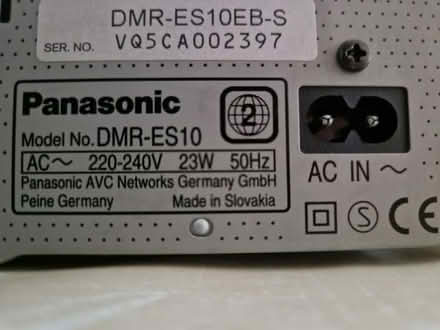 DMR-ES10EB-S
SER. NO. VQ5CA002397
Panasonic
2
Model No. DMR-ES10
AC～ 220-240V 23W 50Hz
Panasonic AVC Networks Germany GmbH
Peine Germany Made in Slovakia
AC IN ～
S CE